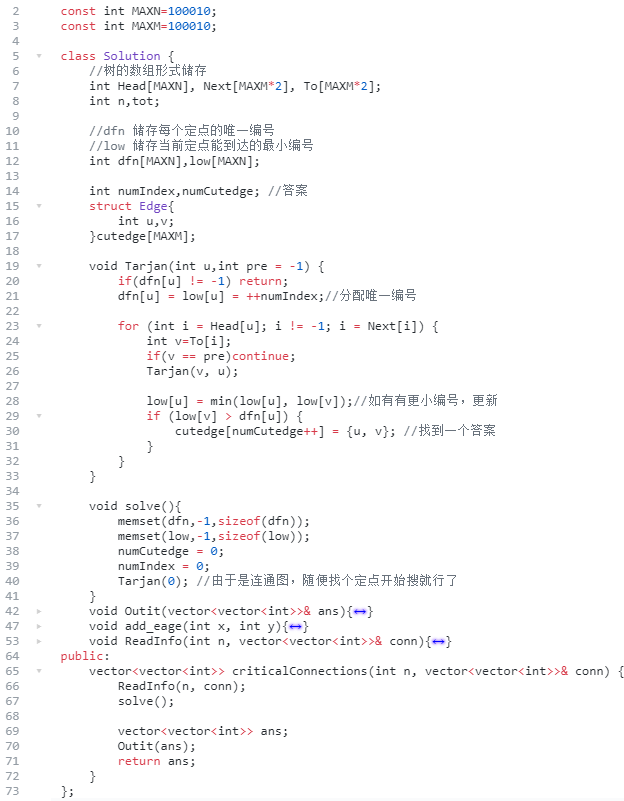 2 const int MAXN=100010;
3 const int MAXM=100010;
4
5 class Solution {
6 //树的数组形式储存
7 int Head[MAXN], Next[MAXM*2], To[MAXM*2];
8 int n,tot;
9
10 //dfn 储存每个定点的唯一编号
11 //low 储存当前定点能到达的最小编号
12 int dfn[MAXN],low[MAXN];
13
14 int numIndex,numCutedge; //答案
15 struct Edge{
16 int u,v;
17 }cutedge[MAXM];
18
19 void Tarjan(int u,int pre = -1) {
20 if(dfn[u] != -1) return;
21 dfn[u] = low[u] = ++numIndex;//分配唯一编号
22
23 for (int i = Head[u]; i != -1; i = Next[i]) {
24 int v=To[i];
25 if(v == pre)continue;
26 Tarjan(v, u);
27
28 low[u] = min(low[u], low[v]);//如有有更小编号，更新
29 if (low[v] > dfn[u]) {
30 cutedge[numCutedge++] = {u, v}; //找到一个答案
31 }
32 }
33 }
34
35 void solve(){
36 memset(dfn,-1,sizeof(dfn));
37 memset(low,-1,sizeof(low));
38 numCutedge = 0;
39 numIndex = 0;
40 Tarjan(0); //由于是连通图，随便找个定点开始搜就行了
41 }
42 void Outit(vector<vector<int>>& ans){↔}
47 void add_eage(int x, int y){↔}
53 void ReadInfo(int n, vector<vector<int>>& conn){↔}
64 public:
65 vector<vector<int>> criticalConnections(int n, vector<vector<int>>& conn) {
66 ReadInfo(n, conn);
67 solve();
68
69 vector<vector<int>> ans;
70 Outit(ans);
71 return ans;
72 }
73 };